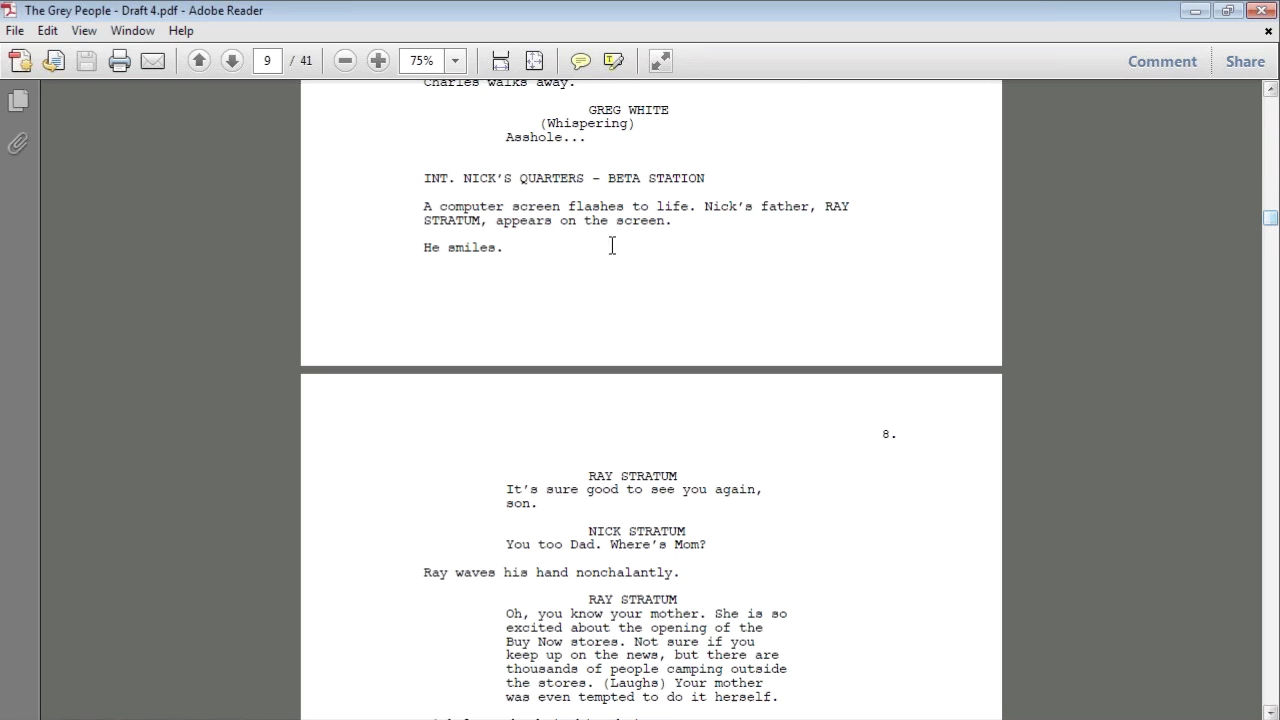 The Grey People - Draft 4.pdf - Adobe Reader
File Edit View Window Help
9 / 41 75% Comment Share
Charles walks away.
GREG WHITE
(Whispering)
Asshole...
INT. NICK'S QUARTERS – BETA STATION
A computer screen flashes to life. Nick's father, RAY
STRATUM, appears on the screen.
He smiles.
8.
RAY STRATUM
It's sure good to see you again,
son.
NICK STRATUM
You too Dad. Where's Mom?
Ray waves his hand nonchalantly.
RAY STRATUM
Oh, you know your mother. She is so
excited about the opening of the
Buy Now stores. Not sure if you
keep up on the news, but there are
thousands of people camping outside
the stores. (Laughs) Your mother
was even tempted to do it herself.